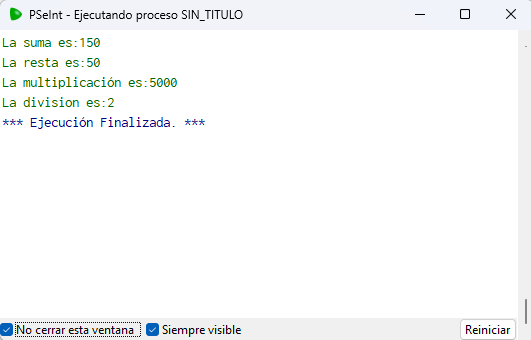 PSeInt - Ejecutando proceso SIN_TITULO
La suma es:150
La resta es:50
La multiplicación es:5000
La division es:2
*** Ejecución Finalizada. ***
No cerrar esta ventana
Siempre visible
Reiniciar